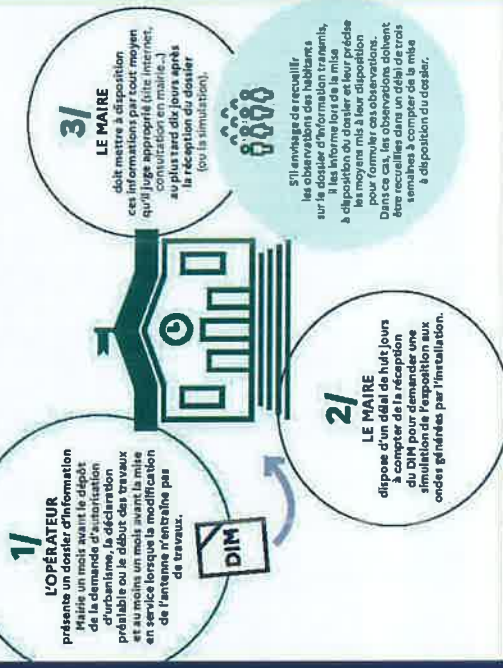 1/
L'OPÉRATEUR
présente un dossier d'information
Mairie un mois avant le dépôt
de la demande d'autorisation
d'urbanisme, la déclaration
préalable ou le début des travaux
et au moins un mois avant la mise
en service lorsque la modification
de l'antenne n'entraîne pas
de travaux.
DIM
2/
LE MAIRE
dispose d'un délai de huit jours
à compter de la réception
du DIM pour demander une
simulation de l'exposition aux
ondes générées par l'installation.
3/
LE MAIRE
doit mettre à disposition
ces informations par tout moyen
qu'il juge approprié (site internet,
consultation en mairie...)
au plus tard dix jours après
la réception du dossier
(ou la simulation).
S'il envisage de recueillir
les observations des habitants
sur le dossier d'information transmis,
il les informe lors de la mise
à disposition du dossier et leur précise
les moyens mis à leur disposition
pour formuler ces observations.
Dans ce cas, les observations doivent
être recueillies dans un délai de trois
semaines à compter de la mise
à disposition du dossier.